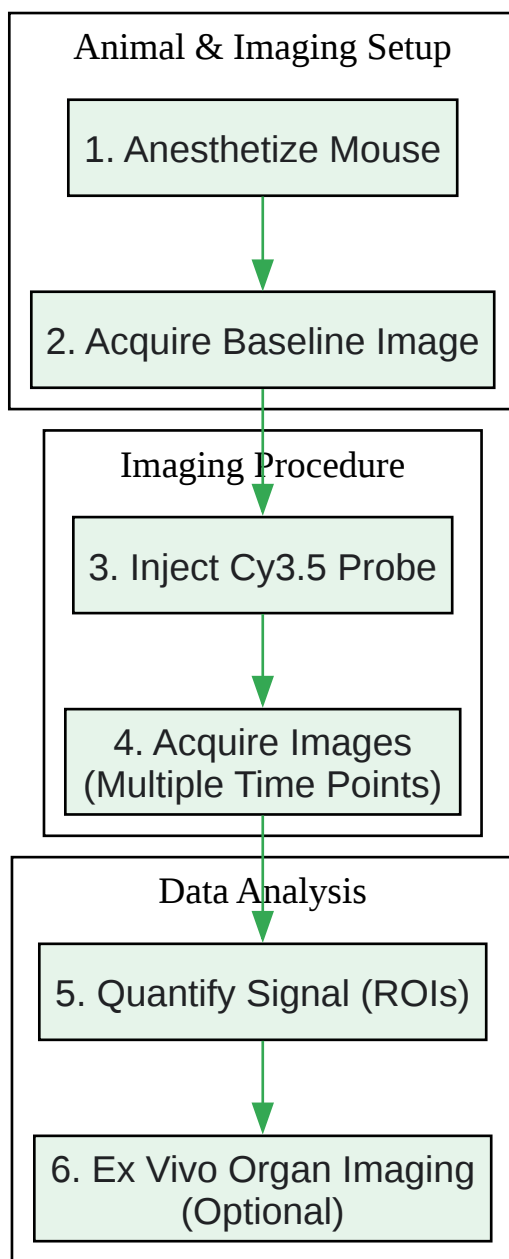 Animal & Imaging Setup
1. Anesthetize Mouse
2. Acquire Baseline Image
Imaging Procedure
3. Inject Cy3.5 Probe
4. Acquire Images
(Multiple Time Points)
Data Analysis
5. Quantify Signal (ROIs)
6. Ex Vivo Organ Imaging
(Optional)